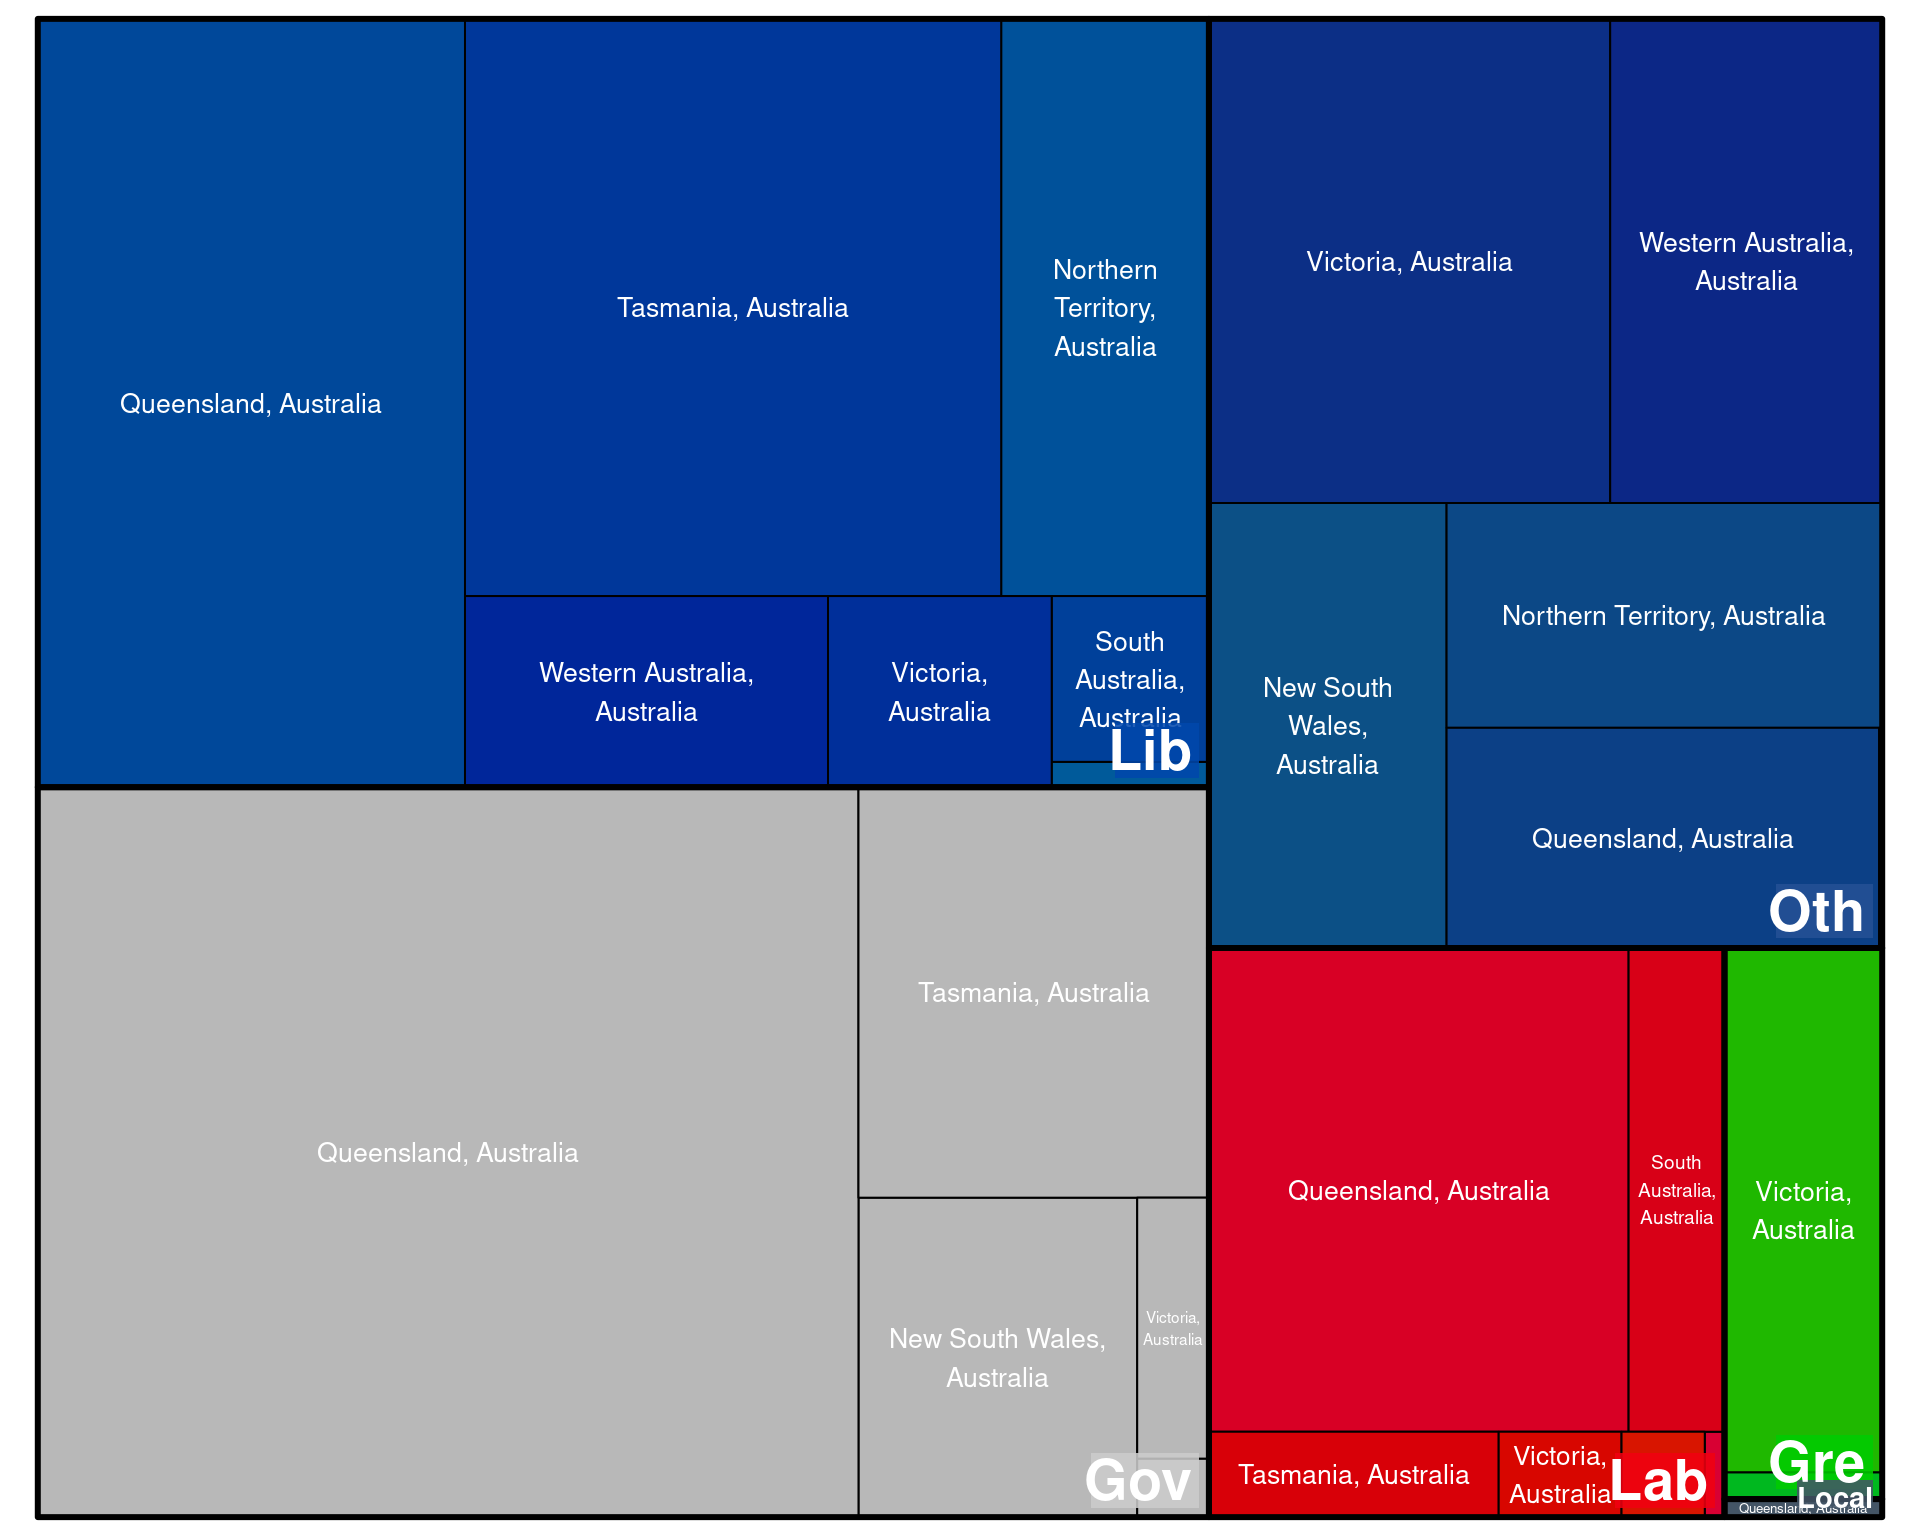 Queensland, Australia
Tasmania, Australia
Northern
Territory,
Australia
Western Australia,
Australia
Victoria,
Australia
South
Australia,
Australia
Lib
Victoria, Australia
Western Australia,
Australia
New South
Wales,
Australia
Northern Territory, Australia
Queensland, Australia
Oth
Queensland, Australia
Tasmania, Australia
New South Wales,
Australia
Victoria,
Australia
Gov
Queensland, Australia
South
Australia,
Australia
Tasmania, Australia
Victoria,
Australia
Lab
Victoria,
Australia
Gre
Local
Queensland, Australia